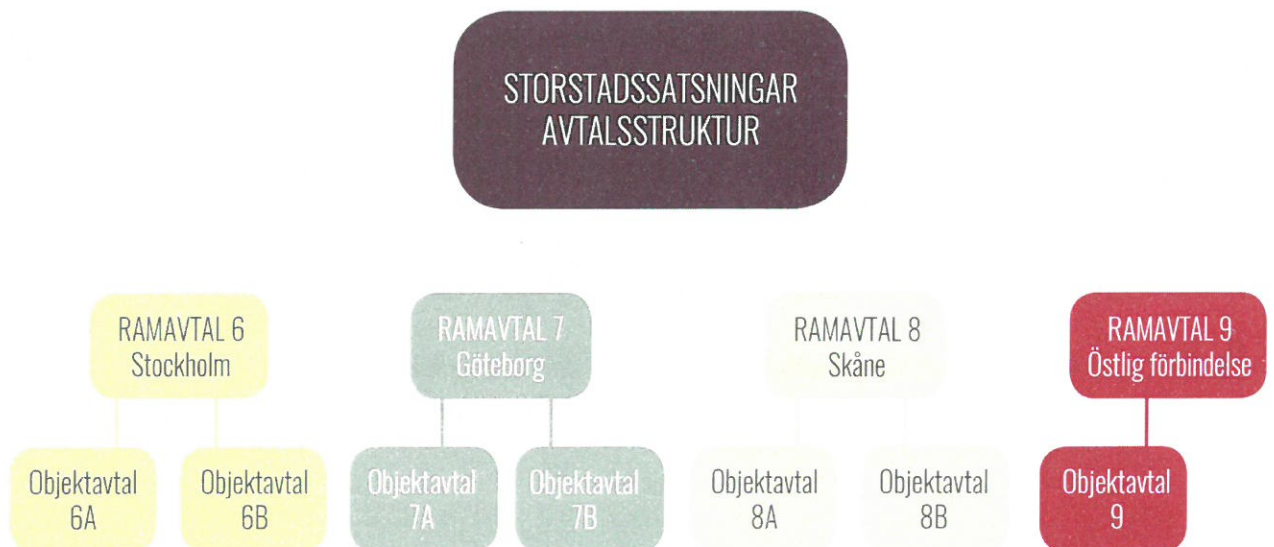 STORSTADSSATSNINGAR
AVTALSSTRUKTUR
RAMAVTAL 6
Stockholm
RAMAVTAL 7
Göteborg
RAMAVTAL 8
Skåne
RAMAVTAL 9
Östlig förbindelse
Objektavtal
6A
Objektavtal
6B
Objektavtal
7A
Objektavtal
7B
Objektavtal
8A
Objektavtal
8B
Objektavtal
9